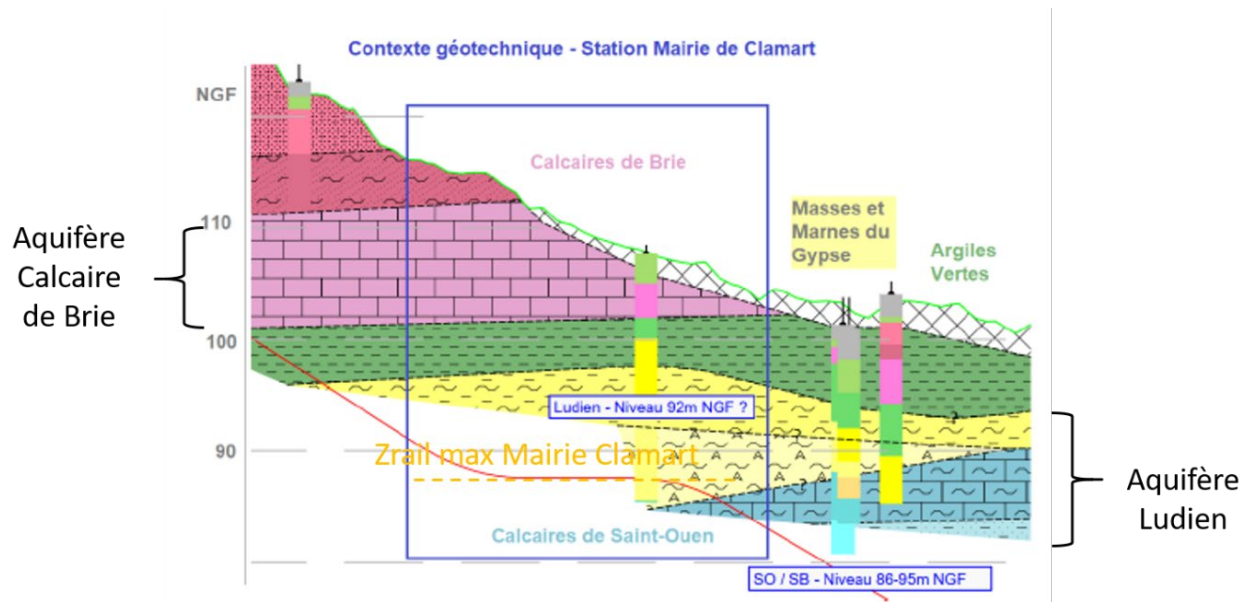 Contexte géotechnique - Station Mairie de Clamart
NGF
Calcaires de Brie
110
Masses et
Marnes du
Gypse
Argiles
Vertes
Aquifère
Calcaire
de Brie
100
Ludien - Niveau 92m NGF ?
?
?
90
Zrail max Mairie Clamart
A A A A A A A A A
?
Calcaires de Saint-Ouen
Aquifère
Ludien
SO / SB - Niveau 86-95m NGF